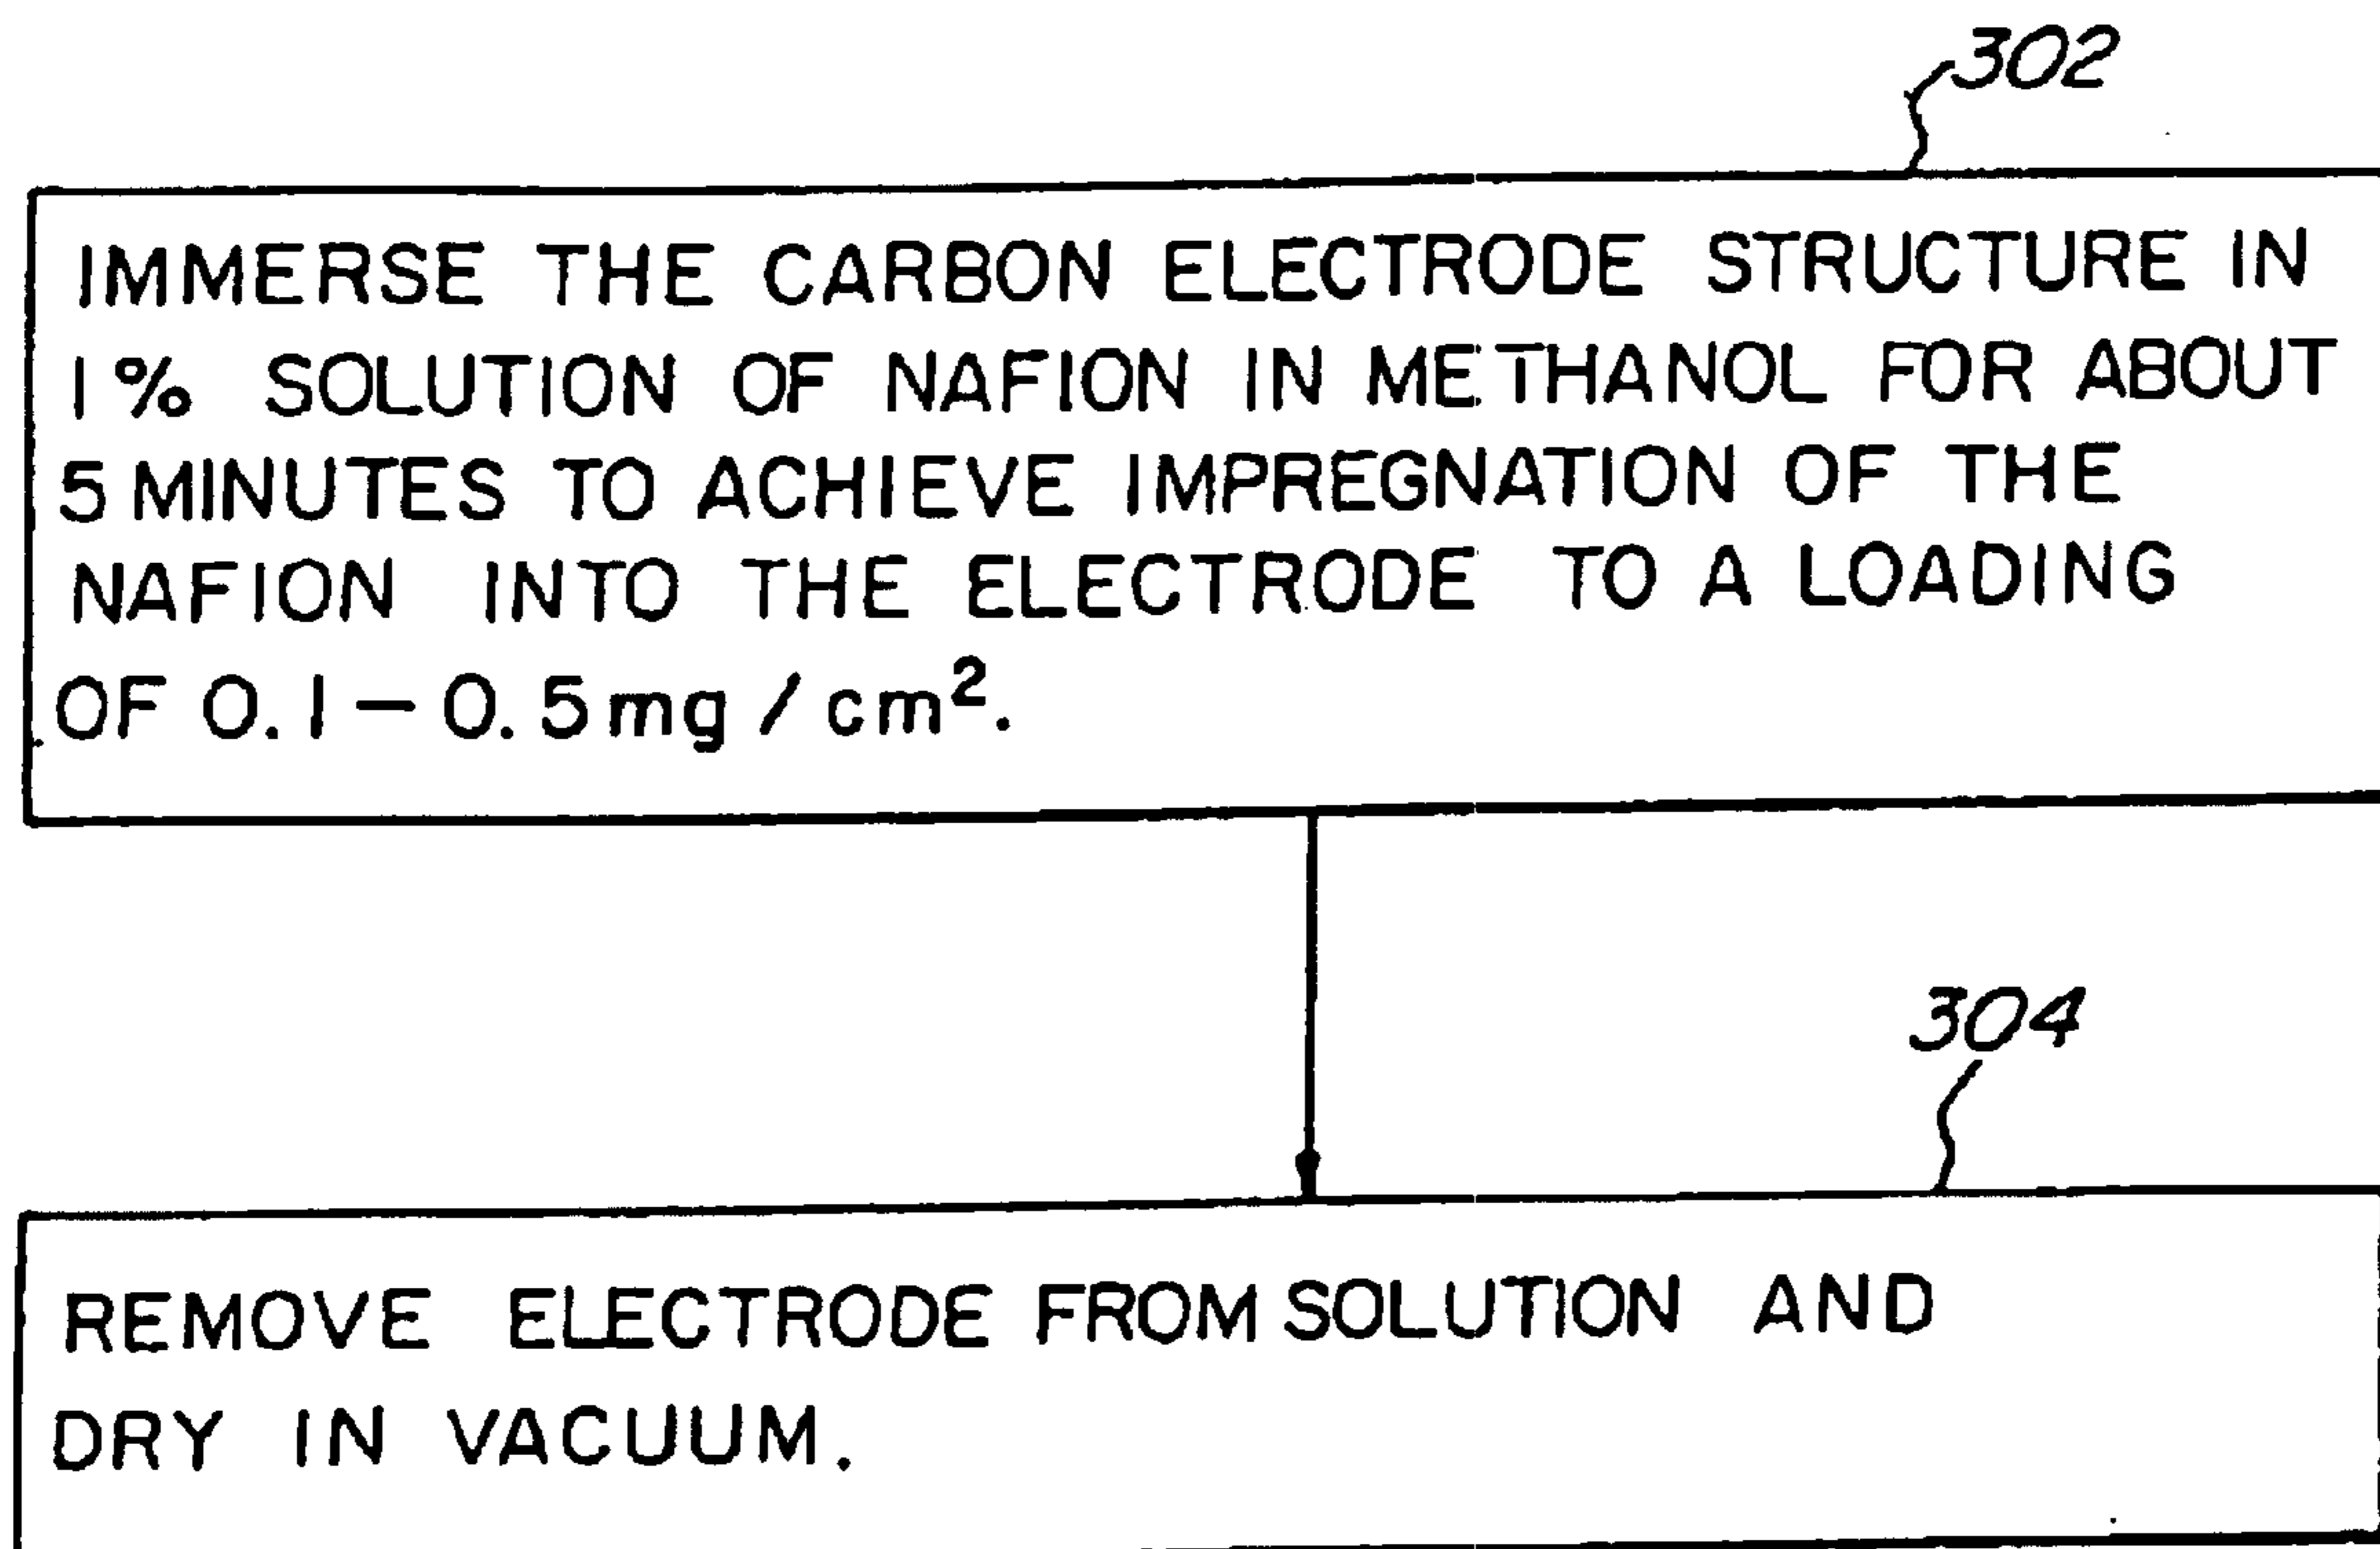 302
IMMERSE THE CARBON ELECTRODE STRUCTURE IN
1% SOLUTION OF NAFION IN METHANOL FOR ABOUT
5 MINUTES TO ACHIEVE IMPREGNATION OF THE
NAFION INTO THE ELECTRODE TO A LOADING
OF 0.1 – 0.5 mg / cm².
304
REMOVE ELECTRODE FROM SOLUTION AND
DRY IN VACUUM.